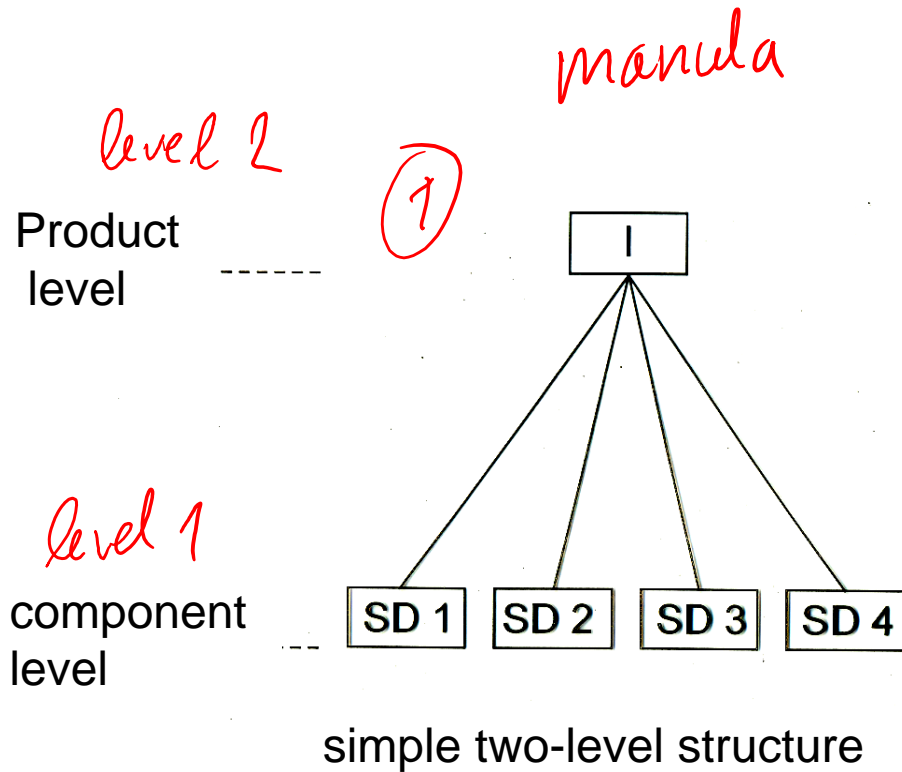 manula
level 2
1
Product
level
I
level 1
component
level
SD 1 SD 2 SD 3 SD 4
simple two-level structure